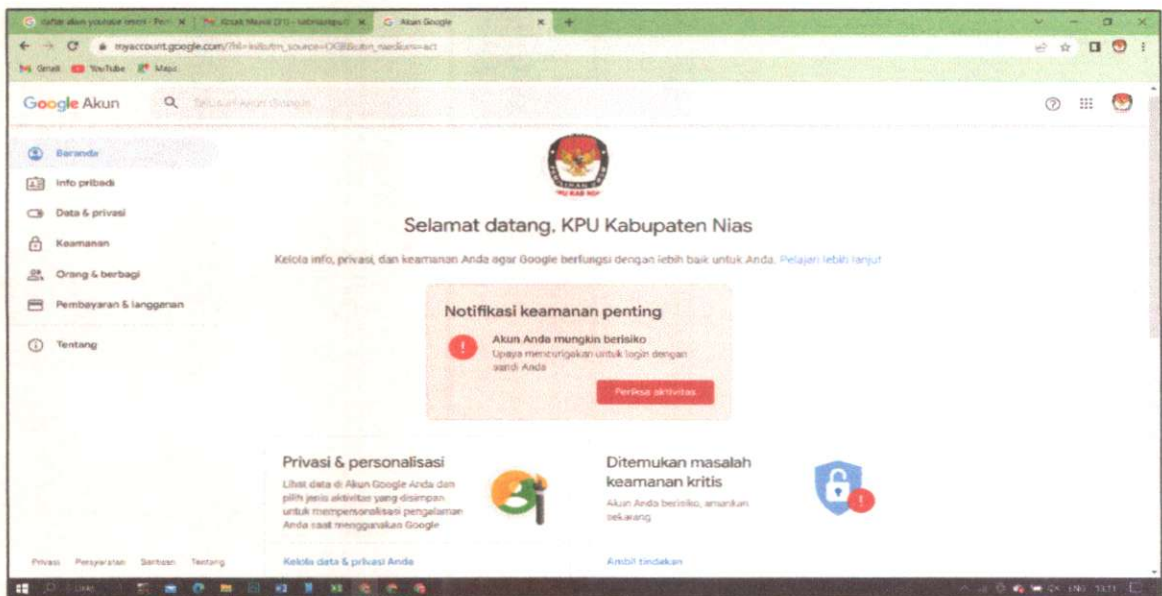 Akun Google
myaccount.google.com/?hl=
Gmail YouTube Maps
Google Akun
Beranda
Info pribadi
Data & privasi
Keamanan
Orang & berbagi
Pembayaran & langganan
Tentang
Selamat datang, KPU Kabupaten Nias
Kelola info, privasi, dan keamanan Anda agar Google berfungsi dengan lebih baik untuk Anda. Pelajari lebih lanjut
Notifikasi keamanan penting
Akun Anda mungkin berisiko
Upaya mencurigakan untuk login dengan
sandi Anda
Periksa aktivitas
Privasi & personalisasi
Lihat data di Akun Google Anda dan
pilih jenis aktivitas yang disimpan
untuk mempersonalisasi pengalaman
Anda saat menggunakan Google
Kelola data & privasi Anda
Ditemukan masalah
keamanan kritis
Akun Anda berisiko, amankan
sekarang
Ambil tindakan
Privasi Persyaratan Bantuan Tentang
ENG